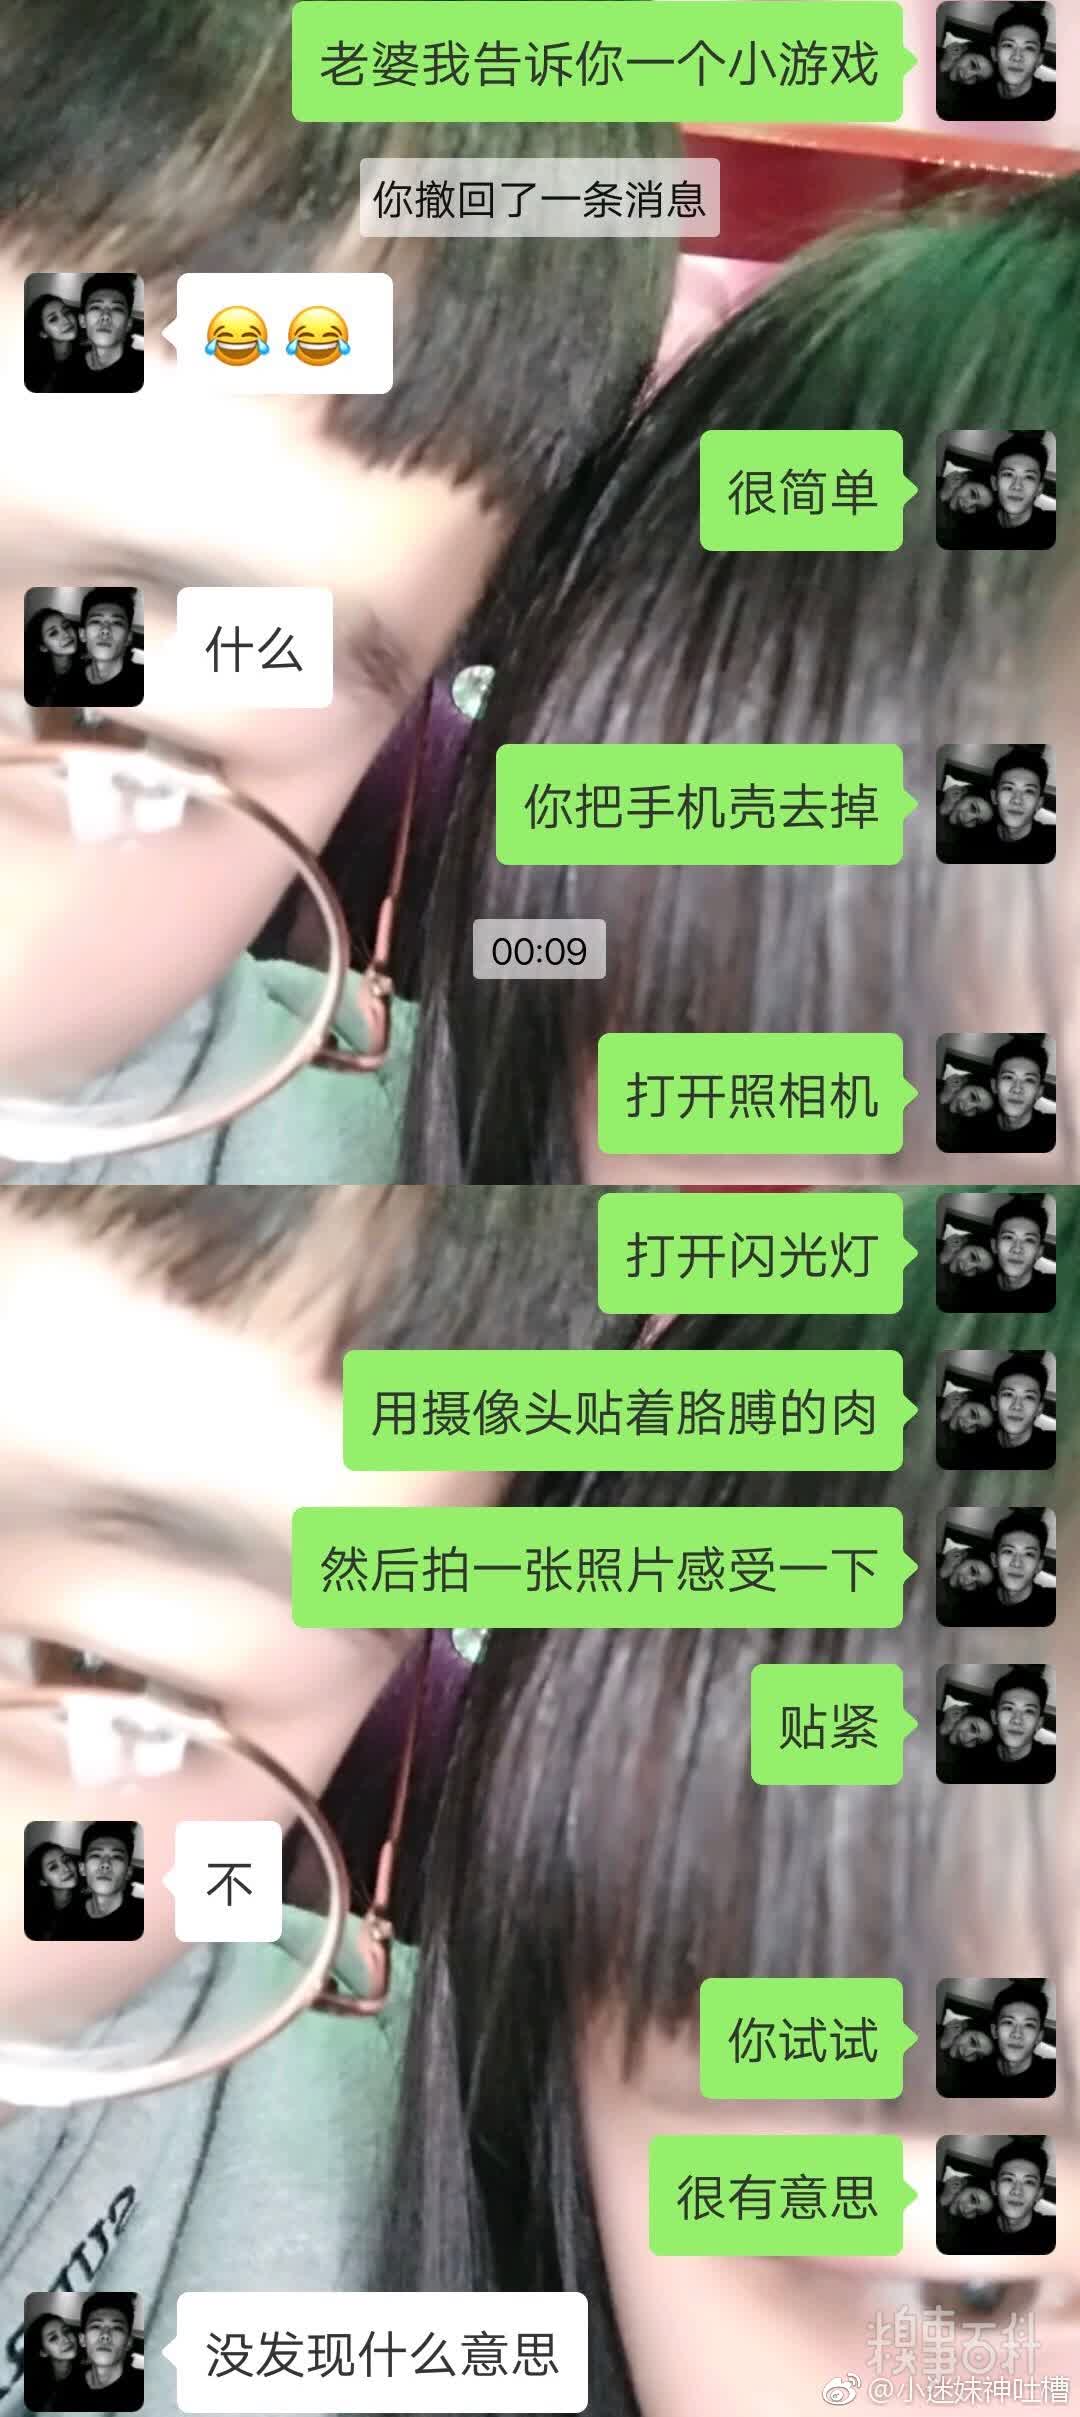 老婆我告诉你一个小游戏
你撤回了一条消息
😂😂
很简单
什么
你把手机壳去掉
00:09
打开照相机
打开闪光灯
用摄像头贴着胳膊的肉
然后拍一张照片感受一下
贴紧
不
你试试
很有意思
没发现什么意思
糗事百科
@小迷妹神吐槽